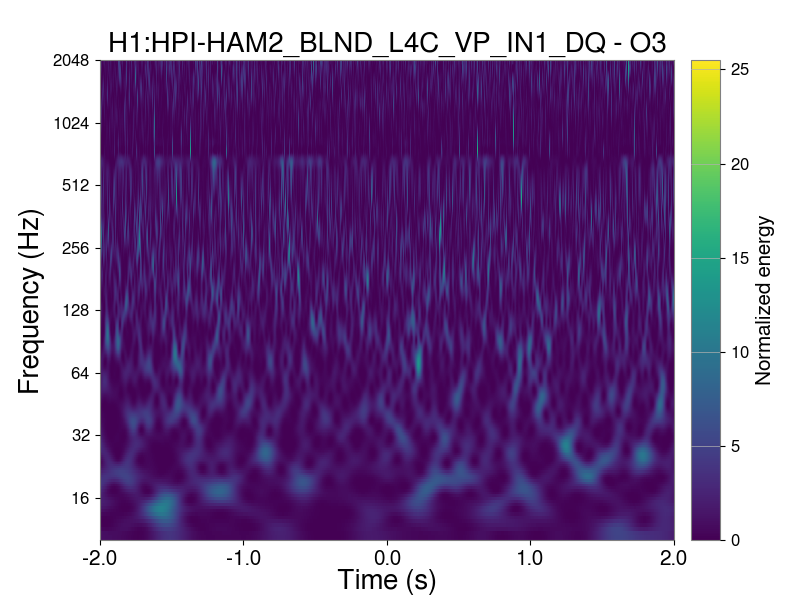 H1:HPI-HAM2_BLND_L4C_VP_IN1_DQ - O3
2048
1024
512
256
128
64
32
16
Frequency (Hz)
-2.0 -1.0 0.0 1.0 2.0
Time (s)
25
20
15
10
5
0
Normalized energy